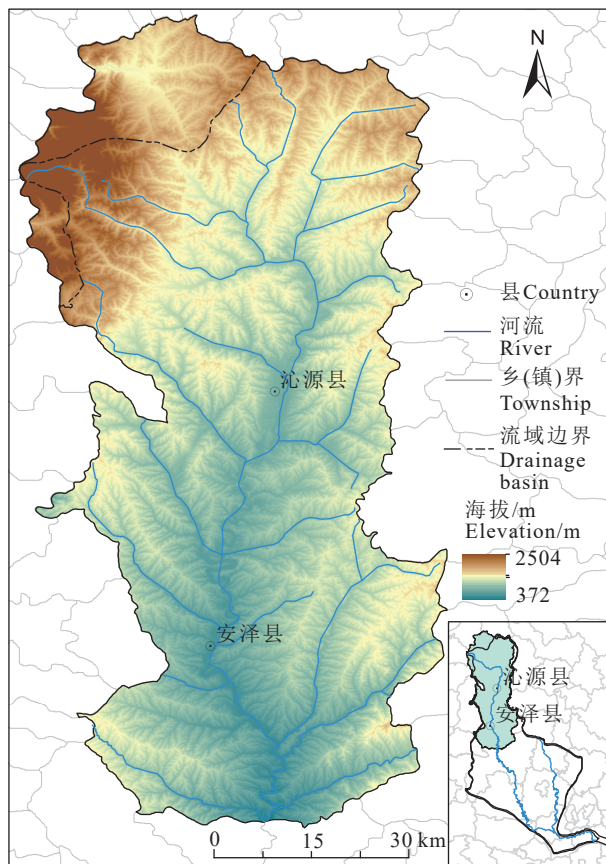 N
县Country
河流
River
乡(镇)界
Township
流域边界
Drainage
basin
海拔/m
Elevation/m
2504
372
沁源县
安泽县
沁源县
安泽县
0 15 30 km